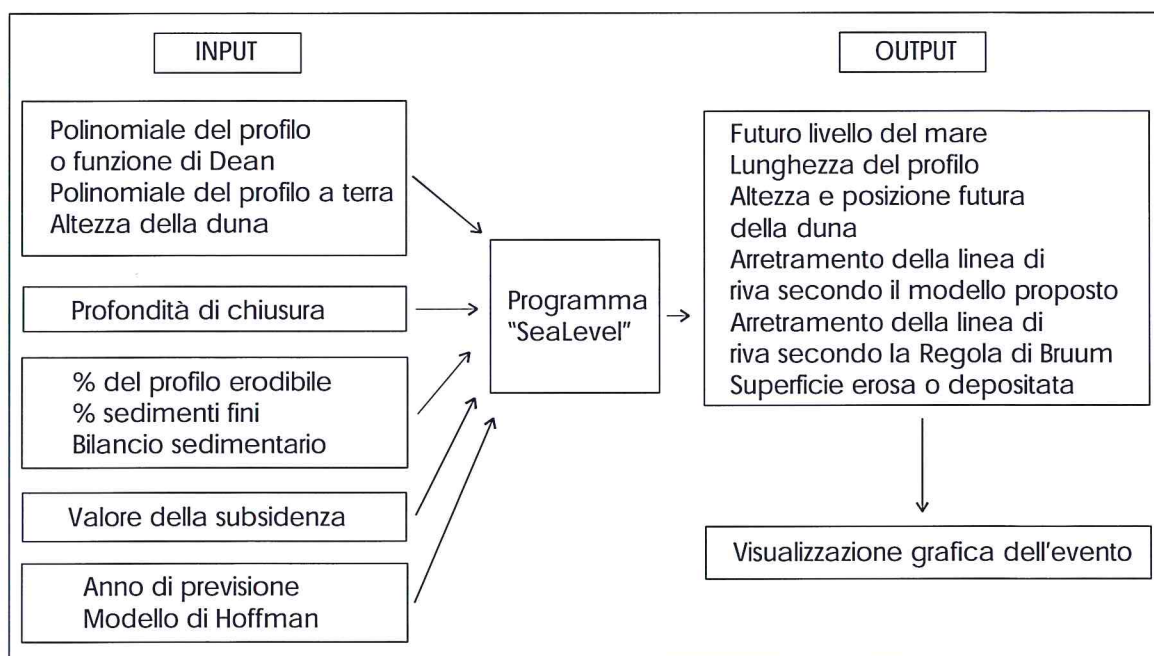 INPUT
Polinomiale del profilo
o funzione di Dean
Polinomiale del profilo a terra
Altezza della duna
Profondità di chiusura
% del profilo erodibile
% sedimenti fini
Bilancio sedimentario
Valore della subsidenza
Anno di previsione
Modello di Hoffman
Programma
"SeaLevel"
OUTPUT
Futuro livello del mare
Lunghezza del profilo
Altezza e posizione futura
della duna
Arretramento della linea di
riva secondo il modello proposto
Arretramento della linea di
riva secondo la Regola di Bruum
Superficie erosa o depositata
Visualizzazione grafica dell'evento